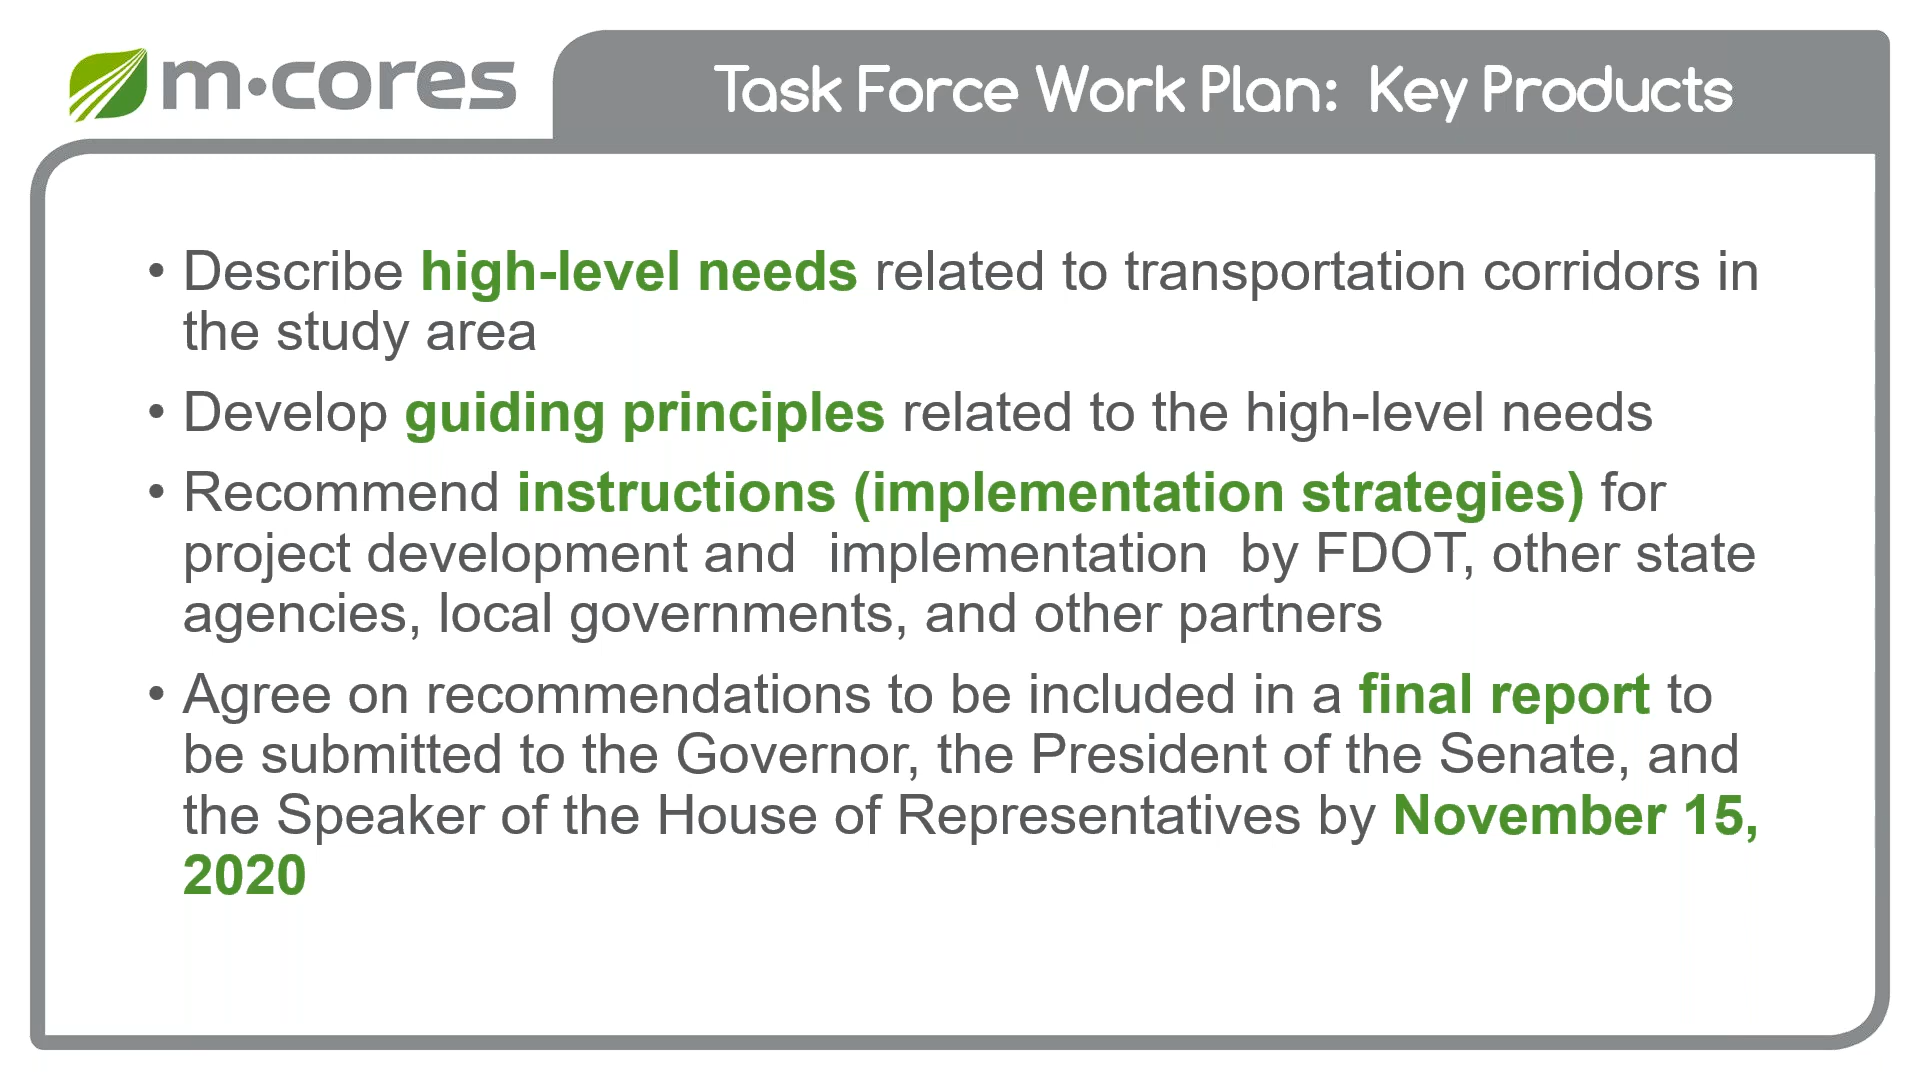 m·cores
Task Force Work Plan:  Key Products
• Describe high-level needs related to transportation corridors in
the study area
• Develop guiding principles related to the high-level needs
• Recommend instructions (implementation strategies) for
project development and  implementation  by FDOT, other state
agencies, local governments, and other partners
• Agree on recommendations to be included in a final report to
be submitted to the Governor, the President of the Senate, and
the Speaker of the House of Representatives by November 15,
2020